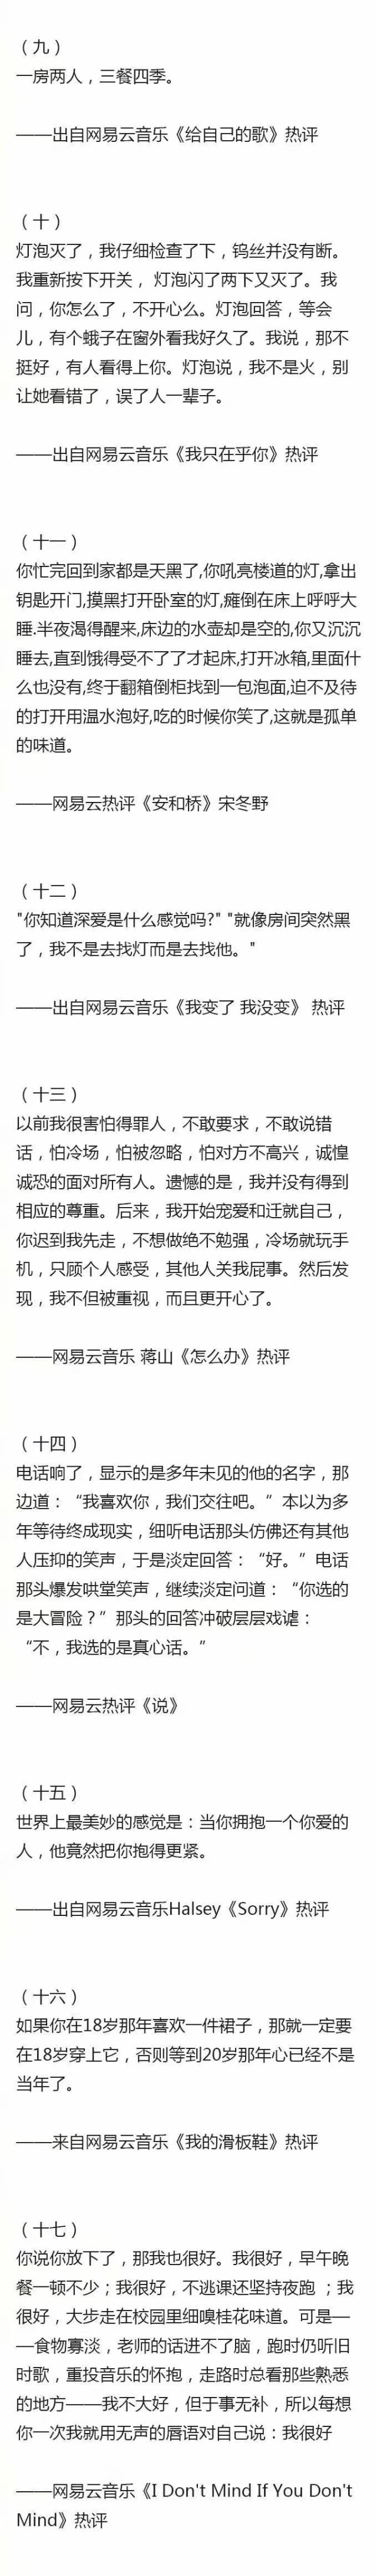 （九）
一房两人，三餐四季。
——出自网易云音乐《给自己的歌》热评
（十）
灯泡灭了，我仔细检查了下，钨丝并没有断。
我重新按下开关， 灯泡闪了两下又灭了。我
问，你怎么了，不开心么。灯泡回答，等会
儿，有个蛾子在窗外看我好久了。我说，那不
挺好，有人看得上你。灯泡说，我不是火，别
让她看错了，误了人一辈子。
——出自网易云音乐《我只在乎你》热评
（十一）
你忙完回到家都是天黑了,你吼亮楼道的灯,拿出
钥匙开门,摸黑打开卧室的灯,瘫倒在床上呼呼大
睡.半夜渴得醒来,床边的水壶却是空的,你又沉沉
睡去,直到饿得受不了了才起床,打开冰箱,里面什
么也没有,终于翻箱倒柜找到一包泡面,迫不及待
的打开用温水泡好,吃的时候你笑了,这就是孤单
的味道。
——网易云热评《安和桥》宋冬野
（十二）
"你知道深爱是什么感觉吗?" "就像房间突然黑
了，我不是去找灯而是去找他。"
——出自网易云音乐《我变了 我没变》 热评
（十三）
以前我很害怕得罪人，不敢要求，不敢说错
话，怕冷场，怕被忽略，怕对方不高兴，诚惶
诚恐的面对所有人。遗憾的是，我并没有得到
相应的尊重。后来，我开始宠爱和迁就自己，
你迟到我先走，不想做绝不勉强，冷场就玩手
机，只顾个人感受，其他人关我屁事。然后发
现，我不但被重视，而且更开心了。
——网易云音乐 蒋山《怎么办》热评
（十四）
电话响了，显示的是多年未见的他的名字，那
边道：“我喜欢你，我们交往吧。”本以为多
年等待终成现实，细听电话那头仿佛还有其他
人压抑的笑声，于是淡定回答：“好。”电话
那头爆发哄堂笑声，继续淡定问道：“你选的
是大冒险？”那头的回答冲破层层戏谑：
“不，我选的是真心话。”
——网易云热评《说》
（十五）
世界上最美妙的感觉是：当你拥抱一个你爱的
人，他竟然把你抱得更紧。
——出自网易云音乐Halsey《Sorry》热评
（十六）
如果你在18岁那年喜欢一件裙子，那就一定要
在18岁穿上它，否则等到20岁那年心已经不是
当年了。
——来自网易云音乐《我的滑板鞋》热评
（十七）
你说你放下了，那我也很好。我很好，早午晚
餐一顿不少；我很好，不逃课还坚持夜跑 ；我
很好，大步走在校园里细嗅桂花味道。可是—
—食物寡淡，老师的话进不了脑，跑时仍听旧
时歌，重投音乐的怀抱，走路时总看那些熟悉
的地方——我不大好，但于事无补，所以每想
你一次我就用无声的唇语对自己说：我很好
——网易云音乐《I Don't Mind If You Don't
Mind》热评